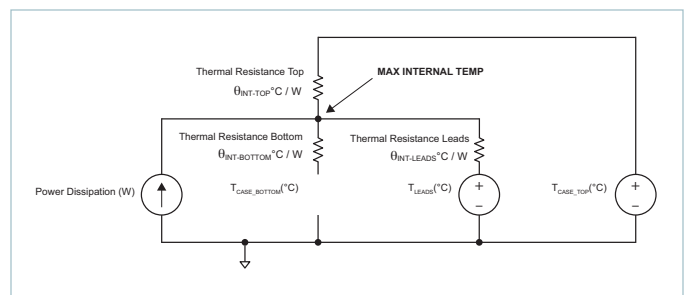 Thermal Resistance Top
θINT-TOP°C / W
MAX INTERNAL TEMP
Thermal Resistance Bottom
θINT-BOTTOM°C / W
Thermal Resistance Leads
θINT-LEADS°C / W
Power Dissipation (W)
TCASE_BOTTOM(°C)
TLEADS(°C)
TCASE_TOP(°C)
+
–
+
–